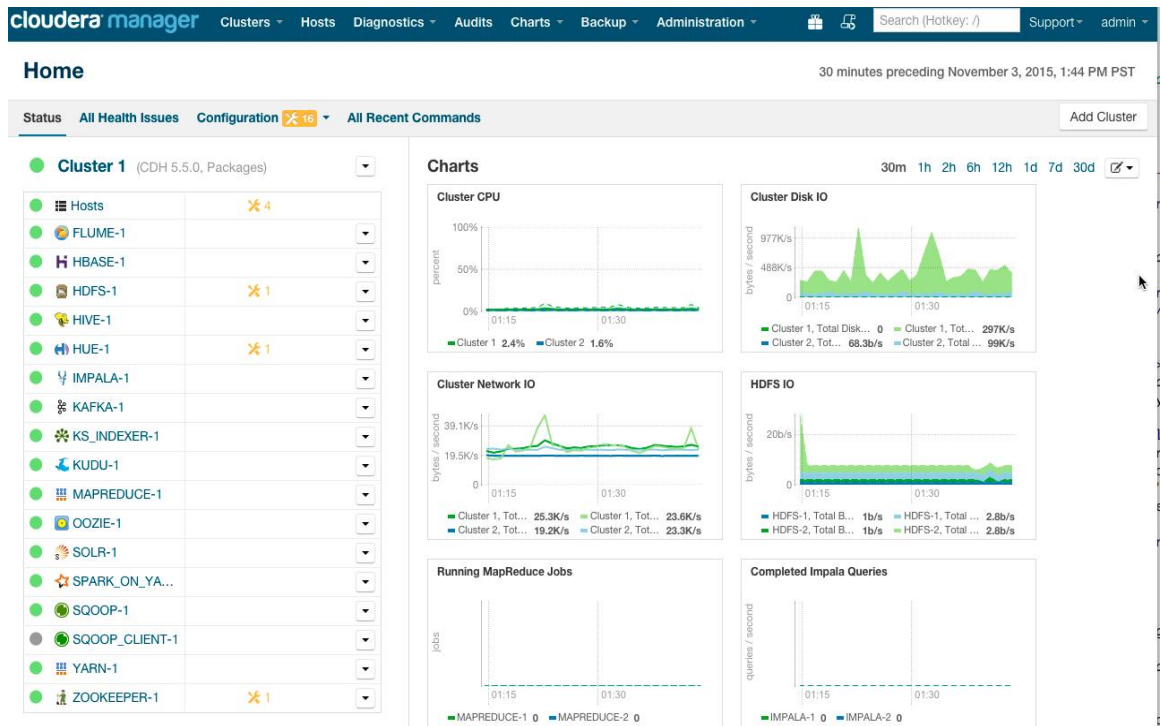 cloudera manager Clusters Hosts Diagnostics Audits Charts Backup Administration Search (Hotkey: /) Support admin
Home
30 minutes preceding November 3, 2015, 1:44 PM PST
Status All Health Issues Configuration 16 All Recent Commands Add Cluster
Cluster 1 (CDH 5.5.0, Packages)
Hosts 4
FLUME-1
HBASE-1
HDFS-1 1
HIVE-1
HUE-1 1
IMPALA-1
KAFKA-1
KS_INDEXER-1
KUDU-1
MAPREDUCE-1
OOZIE-1
SOLR-1
SPARK_ON_YA...
SQOOP-1
SQOOP_CLIENT-1
YARN-1
ZOOKEEPER-1 1
Charts
30m 1h 2h 6h 12h 1d 7d 30d
Cluster CPU
percent
100%
50%
0%
01:15 01:30
Cluster 1 2.4% Cluster 2 1.6%
Cluster Disk IO
bytes / second
977K/s
488K/s
0
01:15 01:30
Cluster 1, Total Disk... 0 Cluster 1, Tot... 297K/s
Cluster 2, Tot... 68.3b/s Cluster 2, Total ... 99K/s
Cluster Network IO
bytes / second
39.1K/s
19.5K/s
0
01:15 01:30
Cluster 1, Tot... 25.3K/s Cluster 1, Tot... 23.6K/s
Cluster 2, Tot... 19.2K/s Cluster 2, Tot... 23.3K/s
HDFS IO
bytes / second
20b/s
0
01:15 01:30
HDFS-1, Total B... 1b/s HDFS-1, Total ... 2.8b/s
HDFS-2, Total B... 1b/s HDFS-2, Total ... 2.8b/s
Running MapReduce Jobs
jobs
01:15 01:30
MAPREDUCE-1 0 MAPREDUCE-2 0
Completed Impala Queries
queries / second
01:15 01:30
IMPALA-1 0 IMPALA-2 0